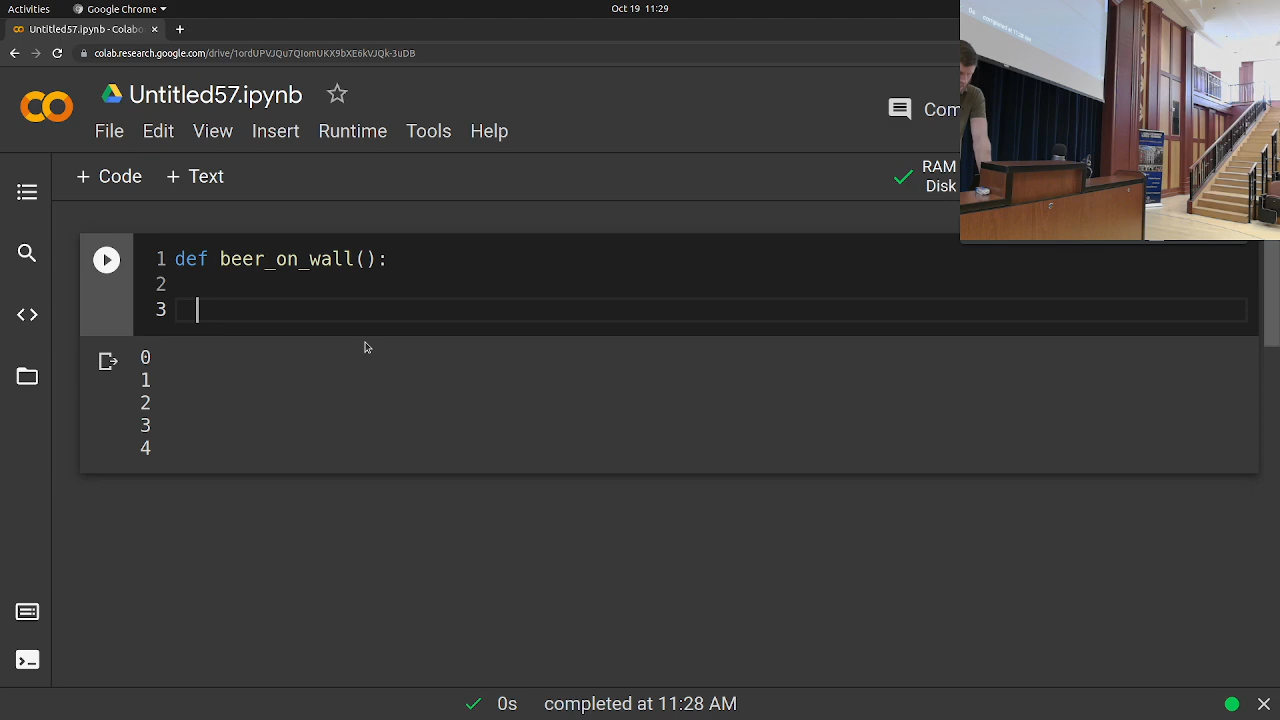 Activities
Google Chrome
Oct 19 11:29
Untitled57.ipynb - Colabo
colab.research.google.com/drive/1ordUPVJQu7QIomUKX9bXE6kVJQk-3uDB
Untitled57.ipynb
Com
File Edit View Insert Runtime Tools Help
+ Code + Text
RAM
Disk
1 def beer_on_wall():
2
3
0
1
2
3
4
0s completed at 11:28 AM